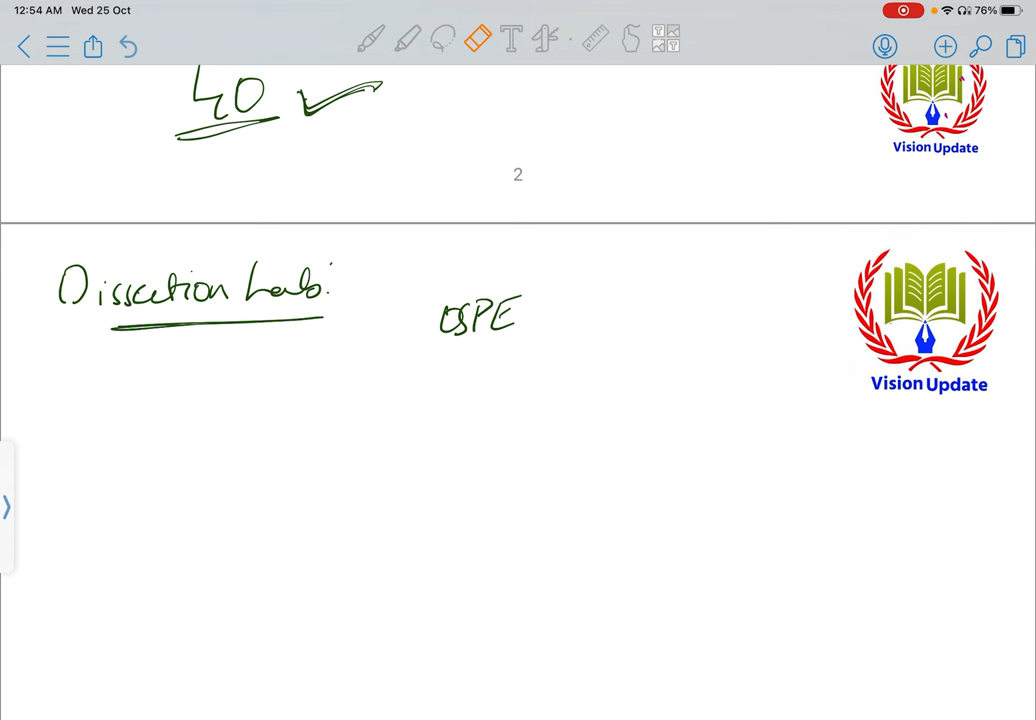 12:54 AM Wed 25 Oct
76%
40
Vision Update
2
Dissection Lab:
OSPE
Vision Update